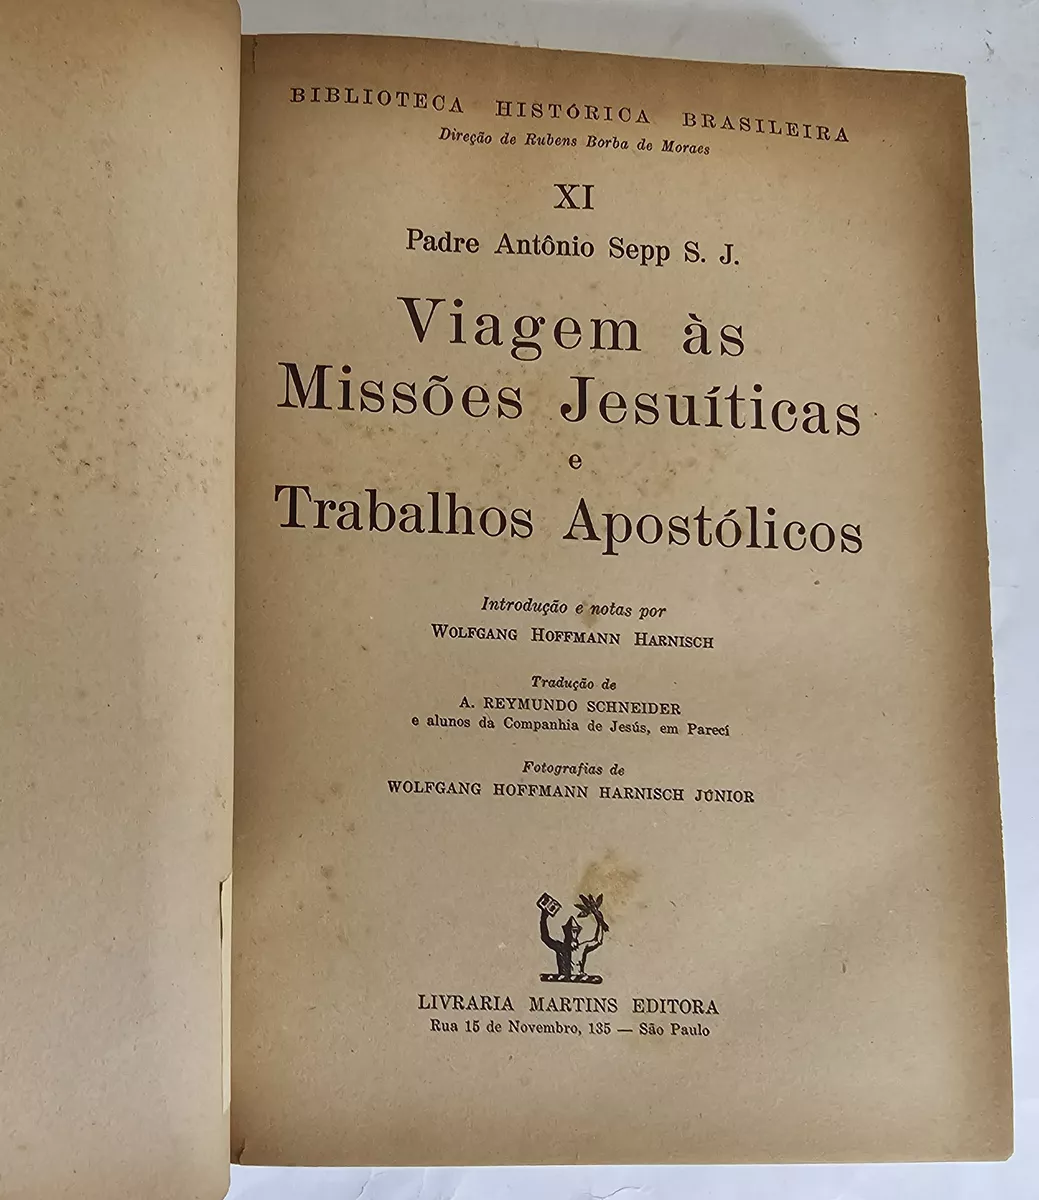 BIBLIOTECA HISTÓRICA BRASILEIRA
Direção de Rubens Borba de Moraes
XI
Padre Antônio Sepp S. J.
Viagem às
Missões Jesuíticas
e
Trabalhos Apostólicos
Introdução e notas por
WOLFGANG HOFFMANN HARNISCH
Tradução de
A. REYMUNDO SCHNEIDER
e alunos da Companhia de Jesús, em Parecí
Fotografias de
WOLFGANG HOFFMANN HARNISCH JÚNIOR
LIVRARIA MARTINS EDITORA
Rua 15 de Novembro, 135 — São Paulo